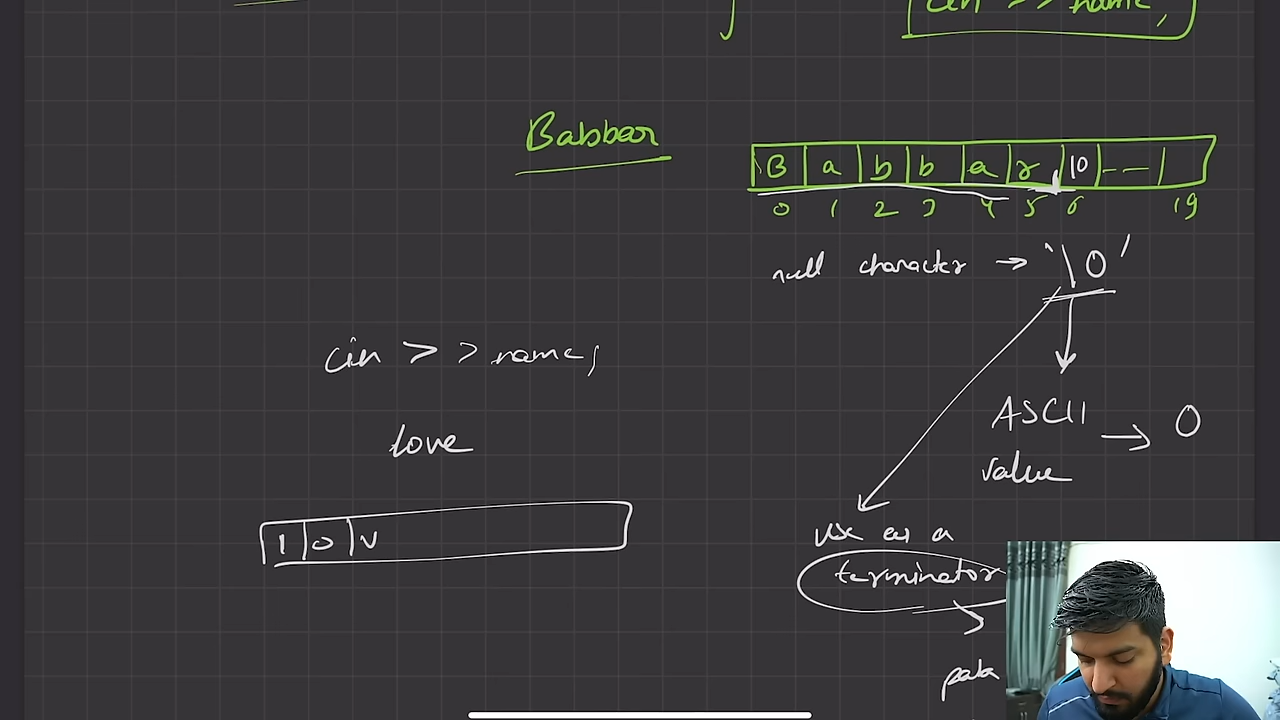 cin >> name;
Babbar
B a b b a r \0 - -
0 1 2 3 4 5 6 19
null character → '\0'
cin >> name;
ASCII → 0
value
love
use as a
l o v
terminator
pata